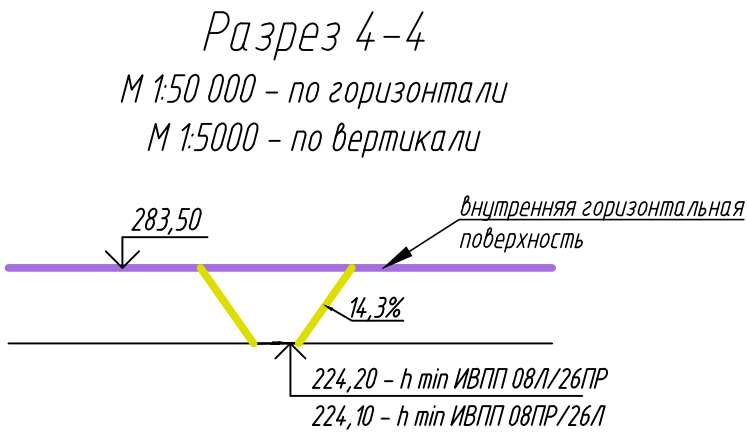 Разрез 4-4
М 1:50 000 - по горизонтали
М 1:5000 - по вертикали
283,50
внутренняя горизонтальная
поверхность
14,3%
224,20 - h min ИВПП 08Л/26ПР
224,10 - h min ИВПП 08ПР/26Л